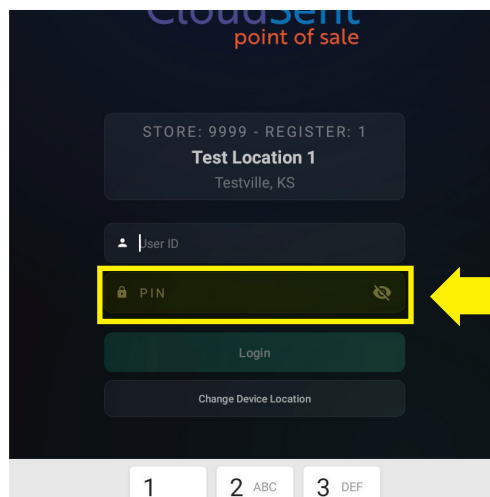 CloudSent
point of sale
STORE: 9999 - REGISTER: 1
Test Location 1
Testville, KS
User ID
PIN
Login
Change Device Location
1 2 ABC 3 DEF